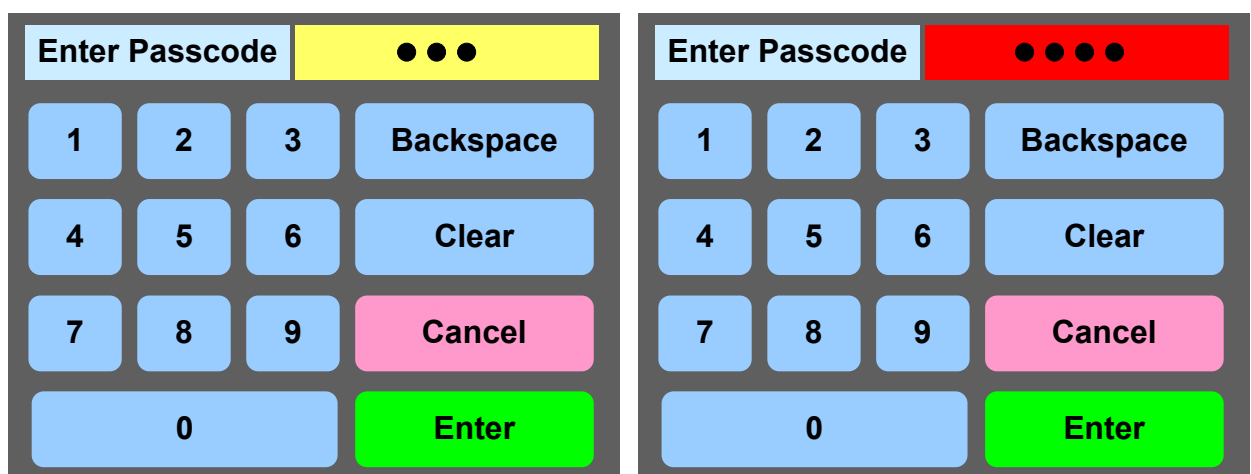 Enter Passcode ●●●
1 2 3 Backspace
4 5 6 Clear
7 8 9 Cancel
0 Enter
Enter Passcode ●●●●
1 2 3 Backspace
4 5 6 Clear
7 8 9 Cancel
0 Enter